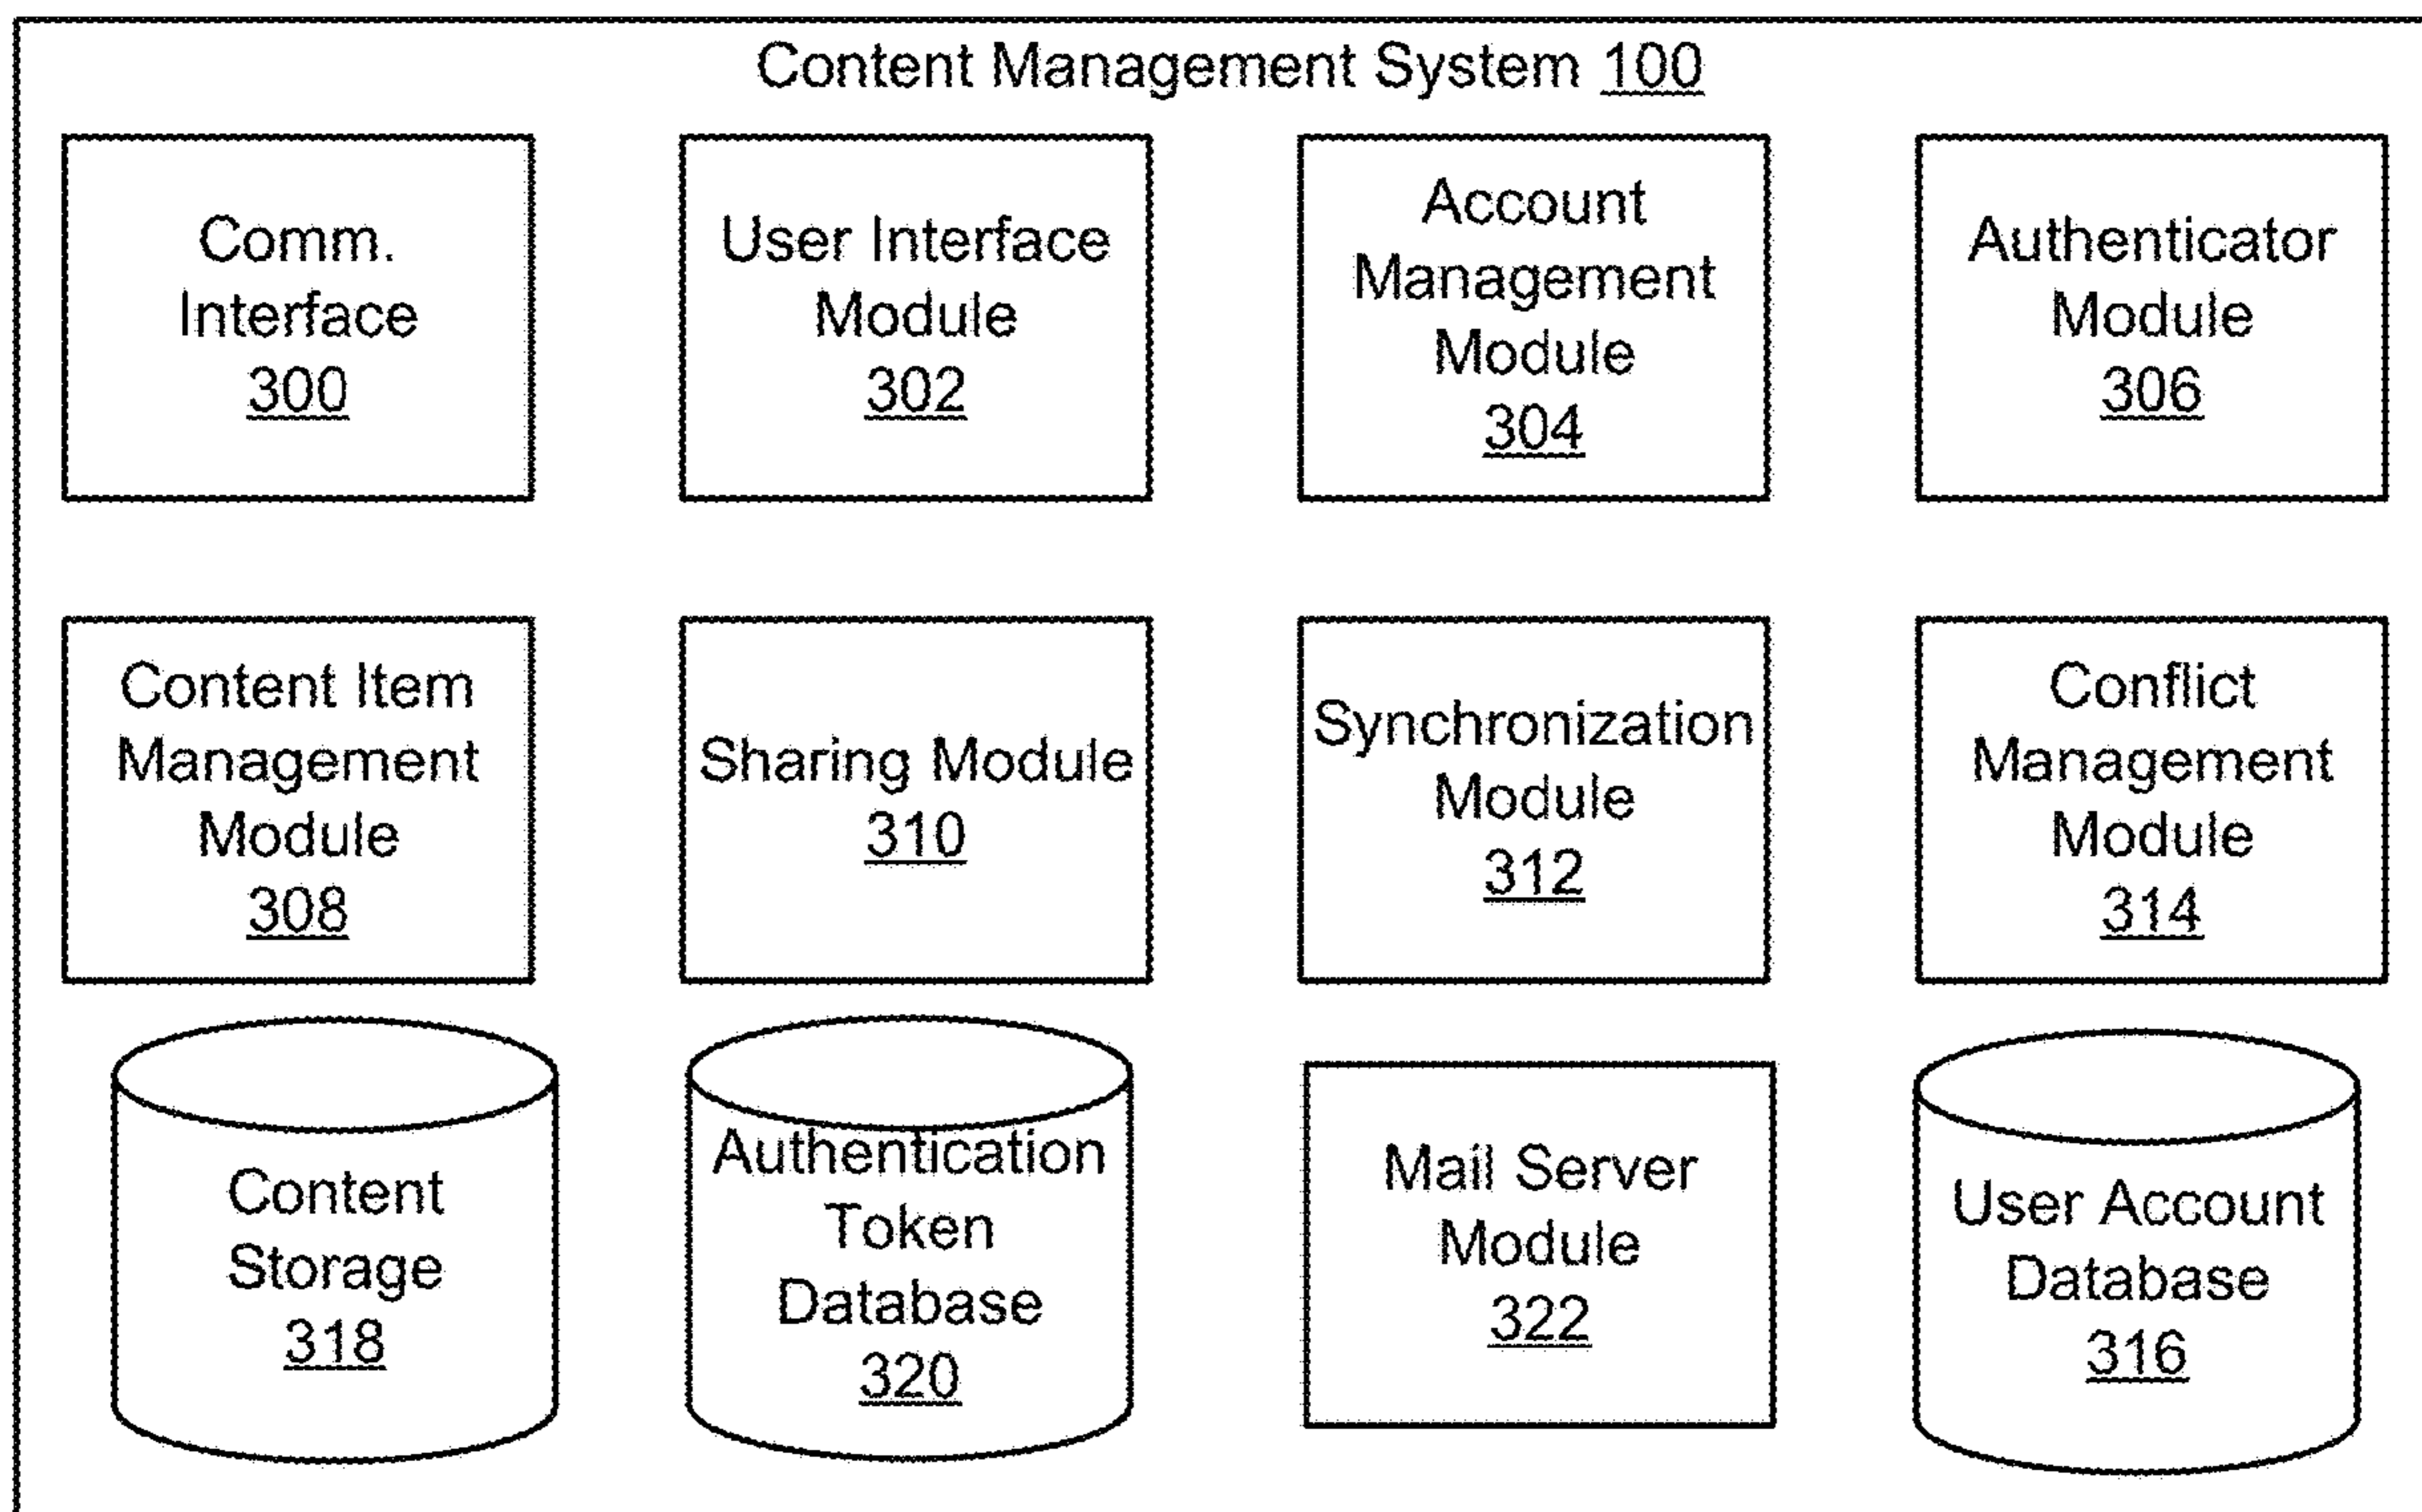 Content Management System 100
Comm.
Interface
300
User Interface
Module
302
Account
Management
Module
304
Authenticator
Module
306
Content Item
Management
Module
308
Sharing Module
310
Synchronization
Module
312
Conflict
Management
Module
314
Content
Storage
318
Authentication
Token
Database
320
Mail Server
Module
322
User Account
Database
316